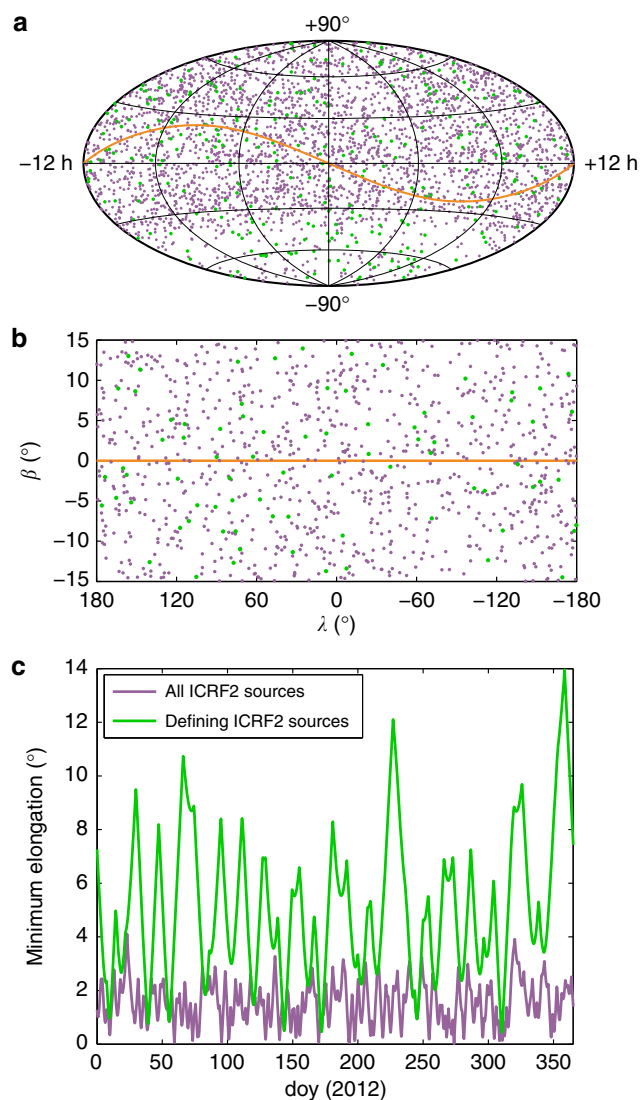 a
+90°
−12 h
+12 h
−90°
b
15
10
5
0
−5
−10
−15
β (°)
180 120 60 0 −60 −120 −180
λ (°)
c
14
12
10
8
6
4
2
0
Minimum elongation (°)
All ICRF2 sources
Defining ICRF2 sources
0 50 100 150 200 250 300 350
doy (2012)